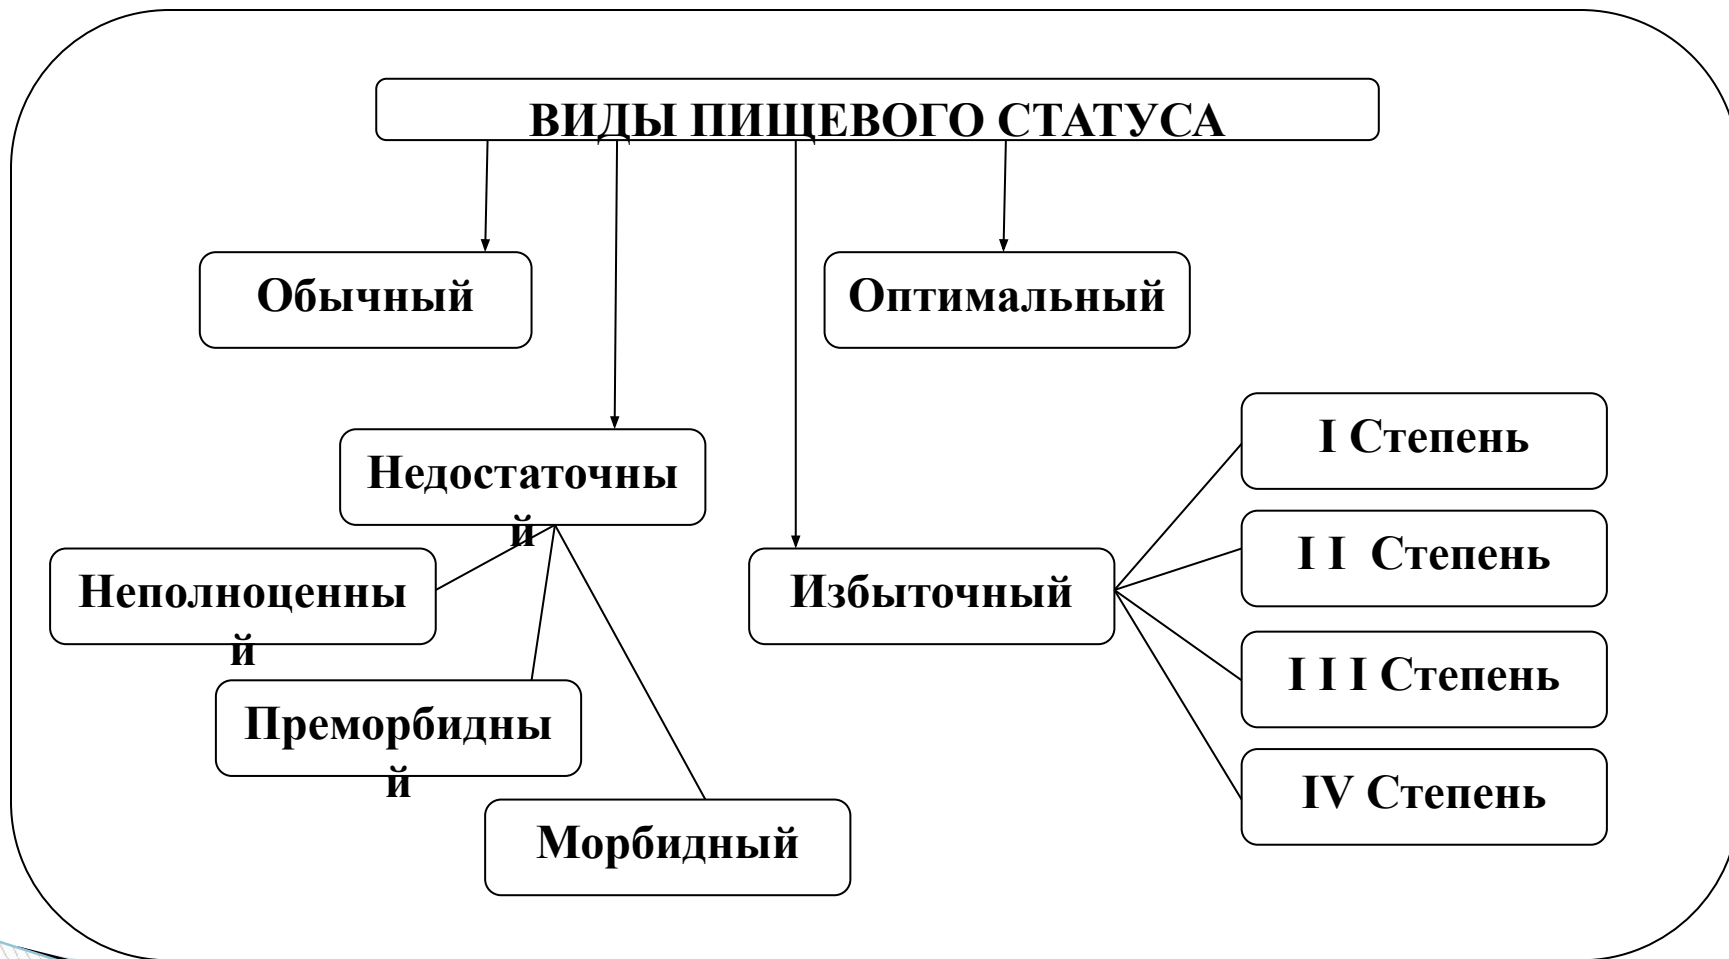 ВИДЫ ПИЩЕВОГО СТАТУСА
Обычный
Оптимальный
Недостаточны
й
Неполноценны
й
Преморбидны
й
Морбидный
Избыточный
I Степень
I I  Степень
I I I Степень
IV Степень